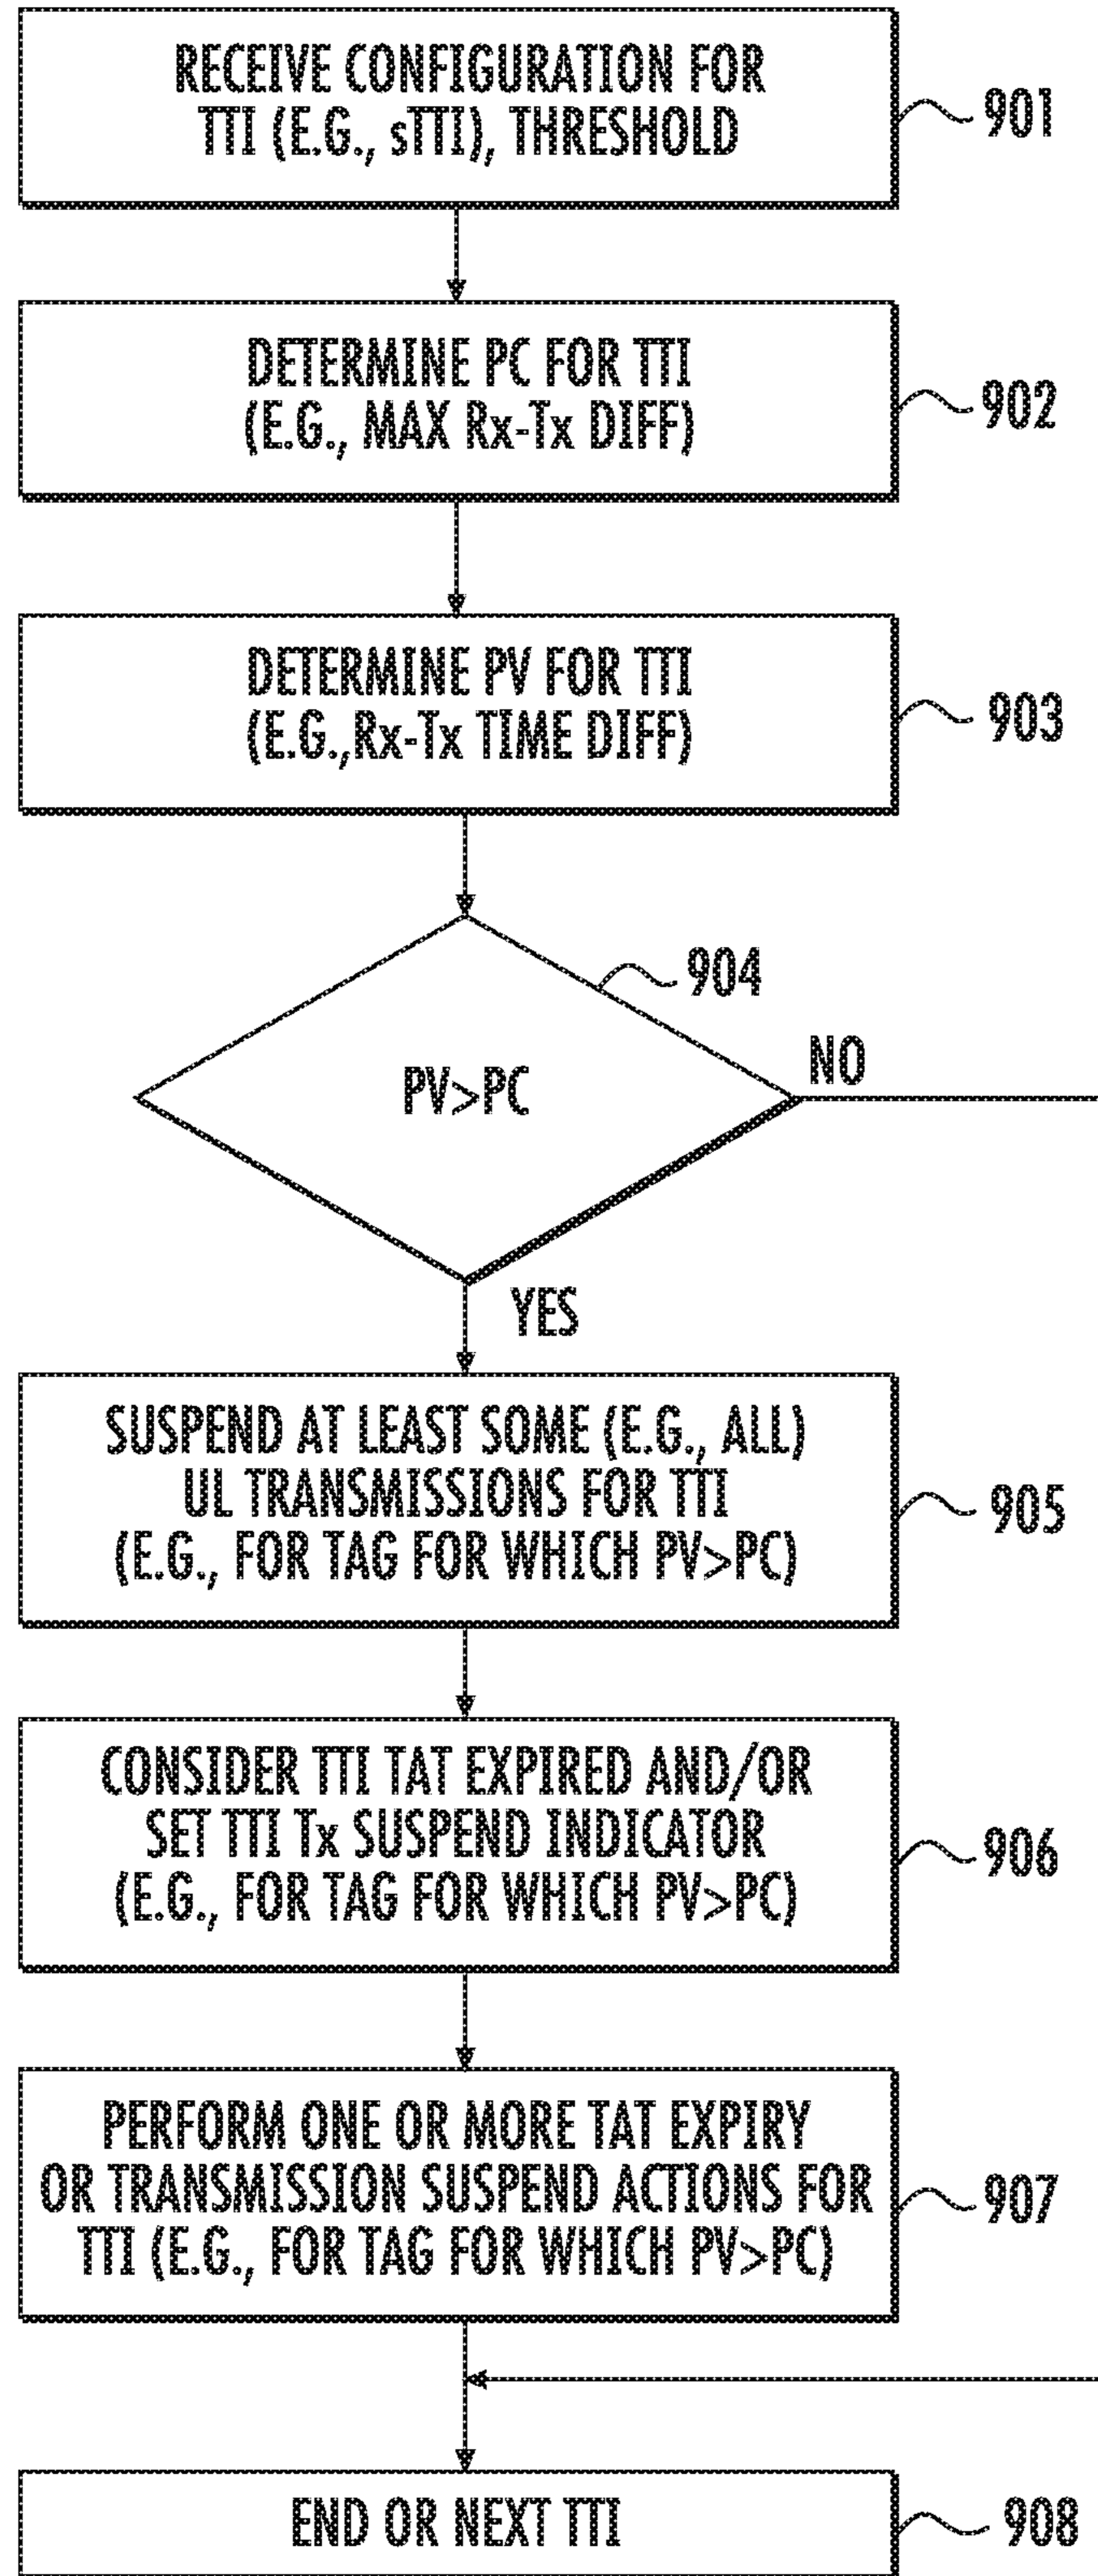 RECEIVE CONFIGURATION FOR
TTI (E.G., sTTI), THRESHOLD
901
DETERMINE PC FOR TTI
(E.G., MAX Rx-Tx DIFF)
902
DETERMINE PV FOR TTI
(E.G.,Rx-Tx TIME DIFF)
903
904
PV>PC
NO
YES
SUSPEND AT LEAST SOME (E.G., ALL)
UL TRANSMISSIONS FOR TTI
(E.G., FOR TAG FOR WHICH PV>PC)
905
CONSIDER TTI TAT EXPIRED AND/OR
SET TTI Tx SUSPEND INDICATOR
(E.G., FOR TAG FOR WHICH PV>PC)
906
PERFORM ONE OR MORE TAT EXPIRY
OR TRANSMISSION SUSPEND ACTIONS FOR
TTI (E.G., FOR TAG FOR WHICH PV>PC)
907
END OR NEXT TTI
908